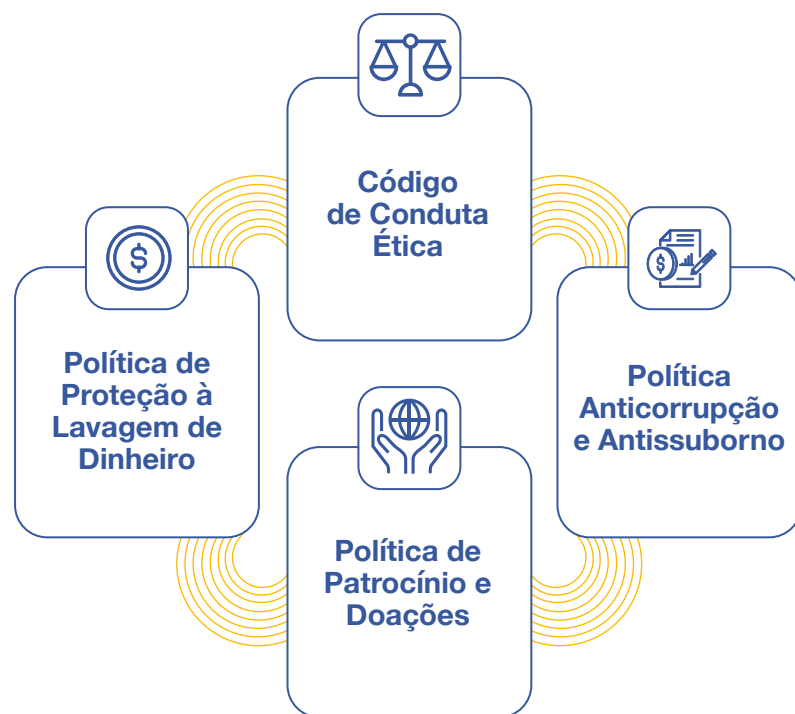 Código
de Conduta
Ética
Política de
Proteção à
Lavagem de
Dinheiro
Política
Anticorrupção
e Antissuborno
Política de
Patrocínio e
Doações
$
$